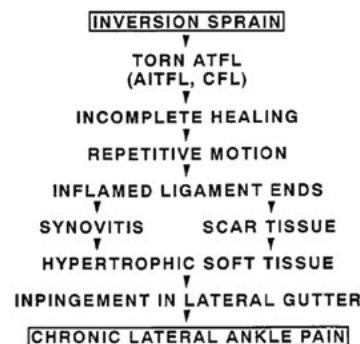 INVERSION SPRAIN
TORN ATFL
(AITFL, CFL)
INCOMPLETE HEALING
REPETITIVE MOTION
INFLAMED LIGAMENT ENDS
SYNOVITIS SCAR TISSUE
HYPERTROPHIC SOFT TISSUE
INPINGEMENT IN LATERAL GUTTER
CHRONIC LATERAL ANKLE PAIN